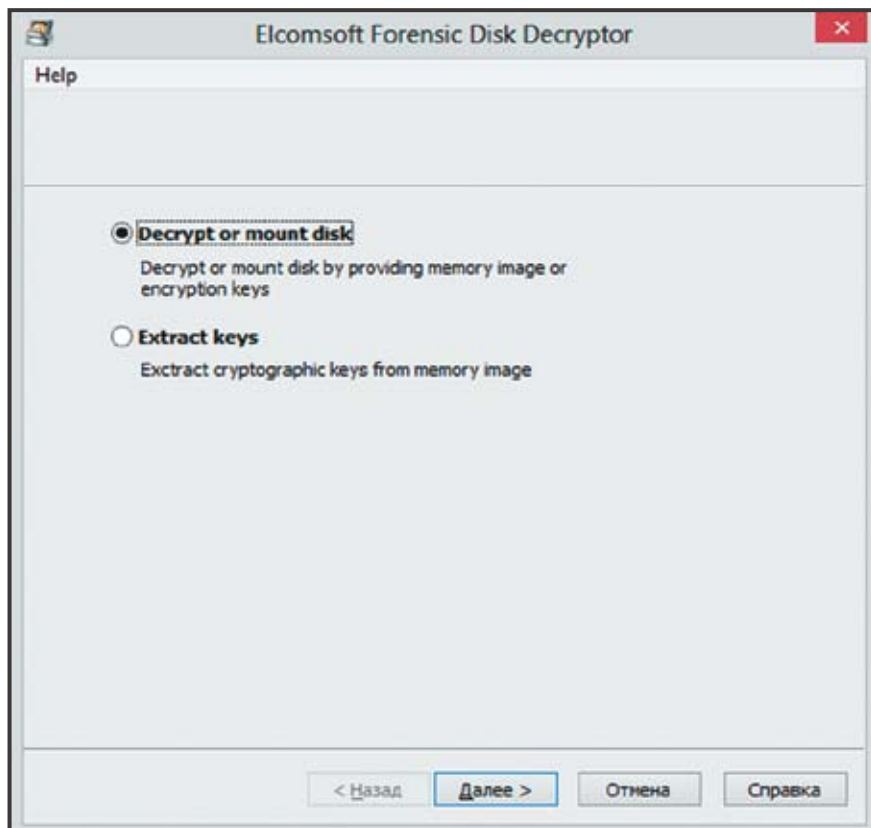 Elcomsoft Forensic Disk Decryptor
Help
Decrypt or mount disk
Decrypt or mount disk by providing memory image or
encryption keys
Extract keys
Exctract cryptographic keys from memory image
< Назад
Далее >
Отмена
Справка